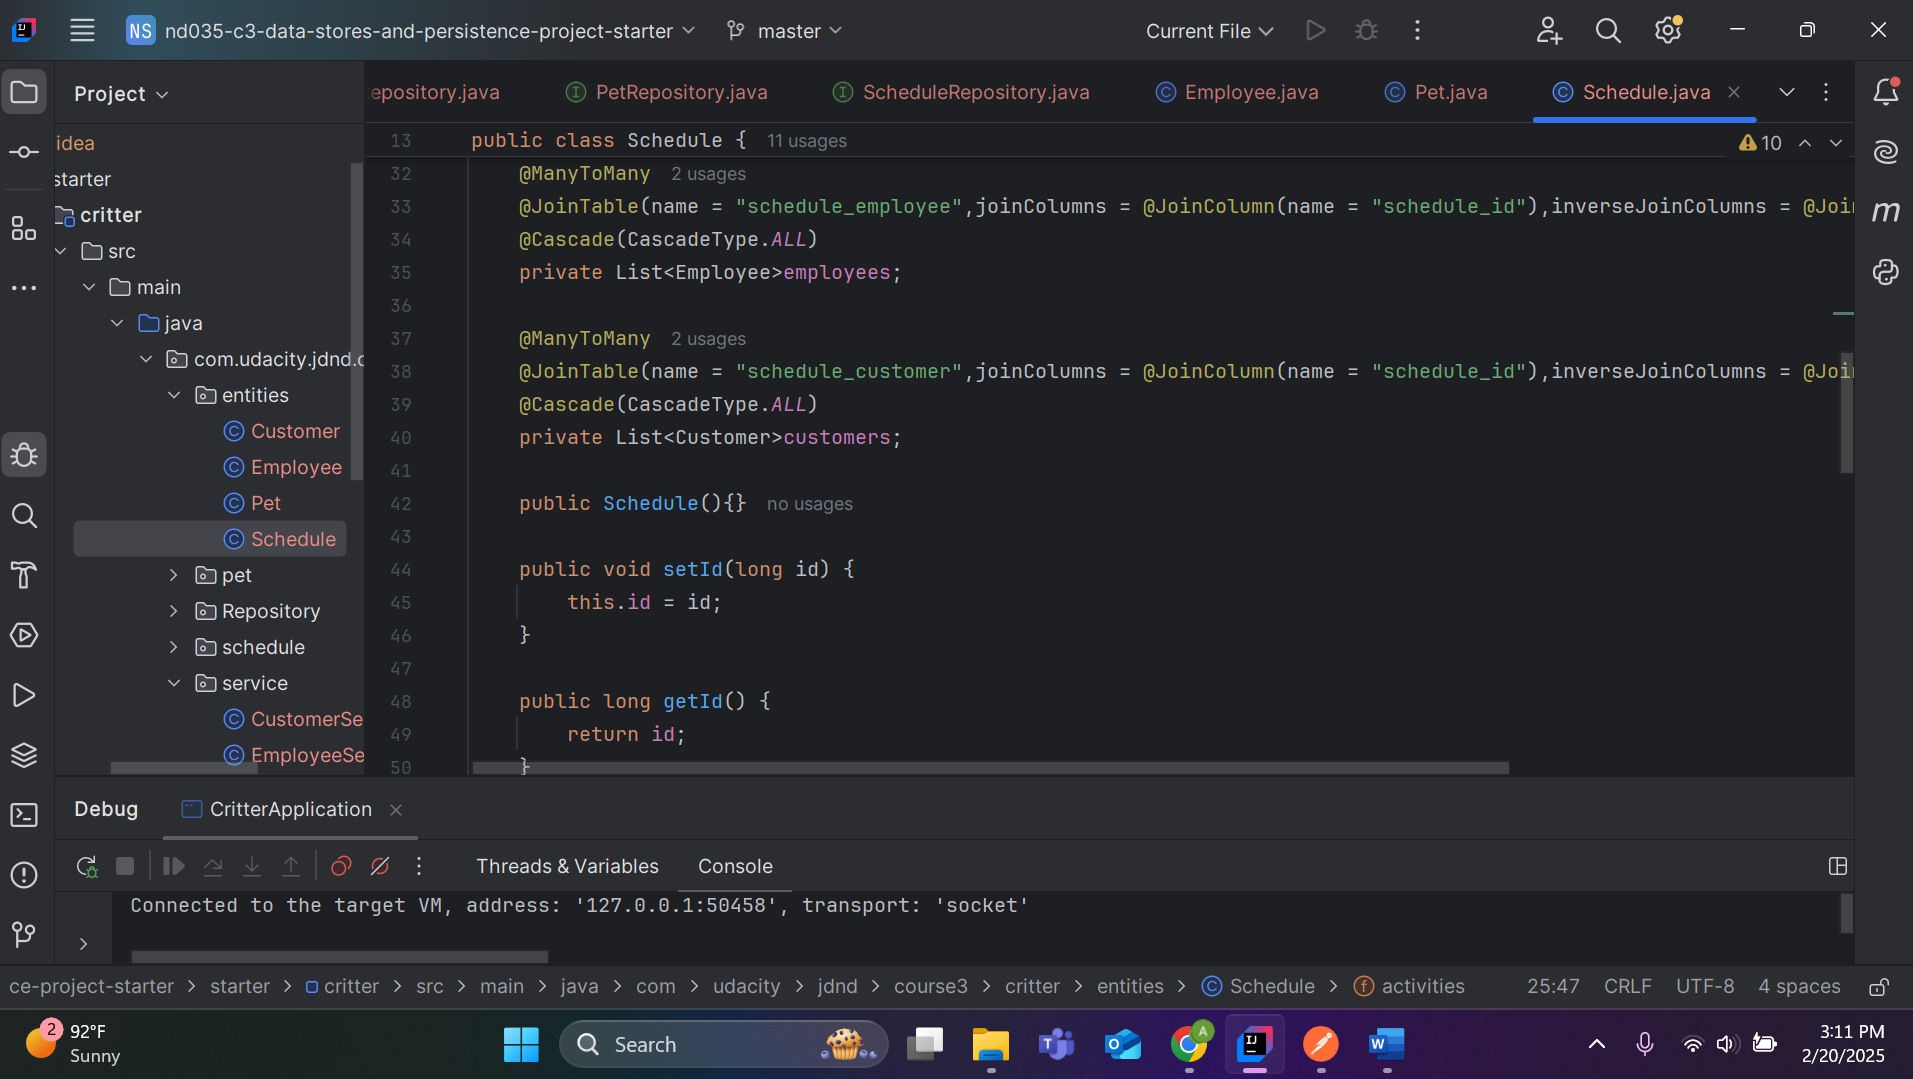 NS nd035-c3-data-stores-and-persistence-project-starter master Current File
Project
epository.java PetRepository.java ScheduleRepository.java Employee.java Pet.java Schedule.java
idea
starter
critter
src
main
java
com.udacity.jdnd.c
entities
Customer
Employee
Pet
Schedule
pet
Repository
schedule
service
CustomerSe
EmployeeSe
13 public class Schedule { 11 usages
10
32 @ManyToMany 2 usages
33 @JoinTable(name = "schedule_employee",joinColumns = @JoinColumn(name = "schedule_id"),inverseJoinColumns = @Joi
34 @Cascade(CascadeType.ALL)
35 private List<Employee>employees;
36
37 @ManyToMany 2 usages
38 @JoinTable(name = "schedule_customer",joinColumns = @JoinColumn(name = "schedule_id"),inverseJoinColumns = @Joi
39 @Cascade(CascadeType.ALL)
40 private List<Customer>customers;
41
42 public Schedule(){} no usages
43
44 public void setId(long id) {
45 this.id = id;
46 }
47
48 public long getId() {
49 return id;
50 }
m
Debug CritterApplication
Threads & Variables Console
Connected to the target VM, address: '127.0.0.1:50458', transport: 'socket'
ce-project-starter > starter > critter > src > main > java > com > udacity > jdnd > course3 > critter > entities > Schedule > activities 25:47 CRLF UTF-8 4 spaces
2 92°F
Sunny
Search
3:11 PM
2/20/2025